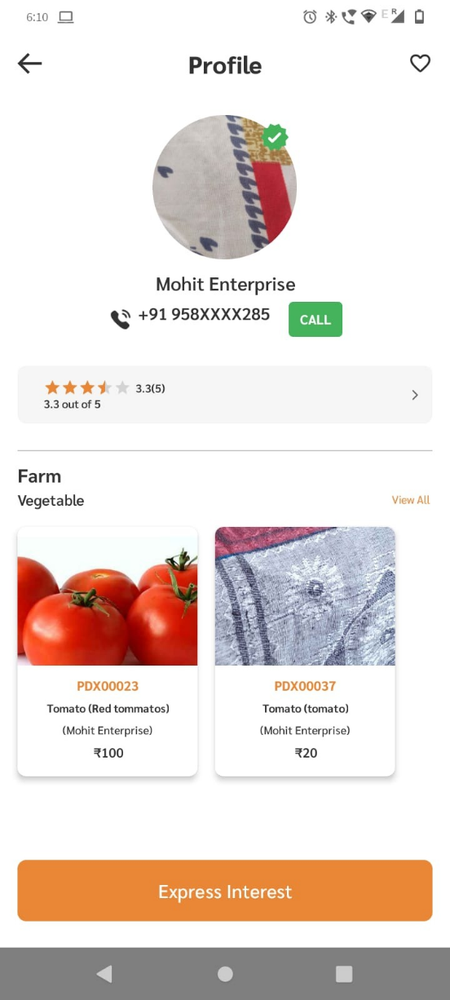 6:10
E R
Profile
Mohit Enterprise
+91 958XXXX285
CALL
3.3(5)
3.3 out of 5
Farm
Vegetable
View All
PDX00023
Tomato (Red tommatos)
(Mohit Enterprise)
₹100
PDX00037
Tomato (tomato)
(Mohit Enterprise)
₹20
Express Interest